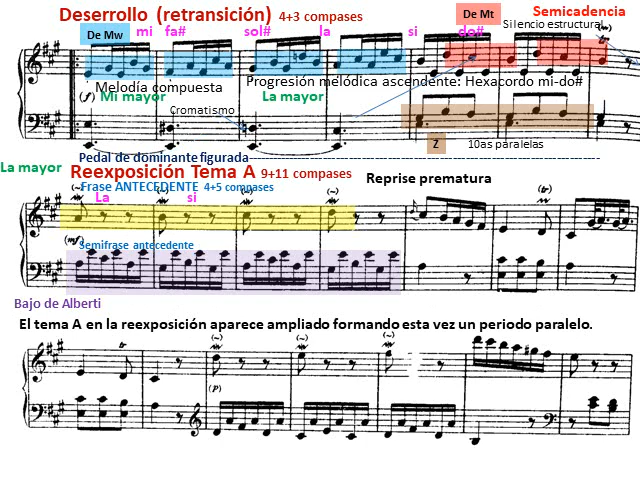 Deserrollo (retransición) 4+3 compases
De Mt
Semicadencia
De Mw
mi fa# sol# la si do#
Silencio estructural
Melodía compuesta
Progresión melódica ascendente: Hexacordo mi-do#
(f) Mi mayor
La mayor
Cromatismo
Z
10as paralelas
Pedal de dominante figurada
La mayor
Reexposición Tema A 9+11 compases
Reprise prematura
Frase ANTECEDENTE 4+5 compases
La si
(mf)
Semifrase antecedente
Bajo de Alberti
El tema A en la reexposición aparece ampliado formando esta vez un periodo paralelo.
(p)